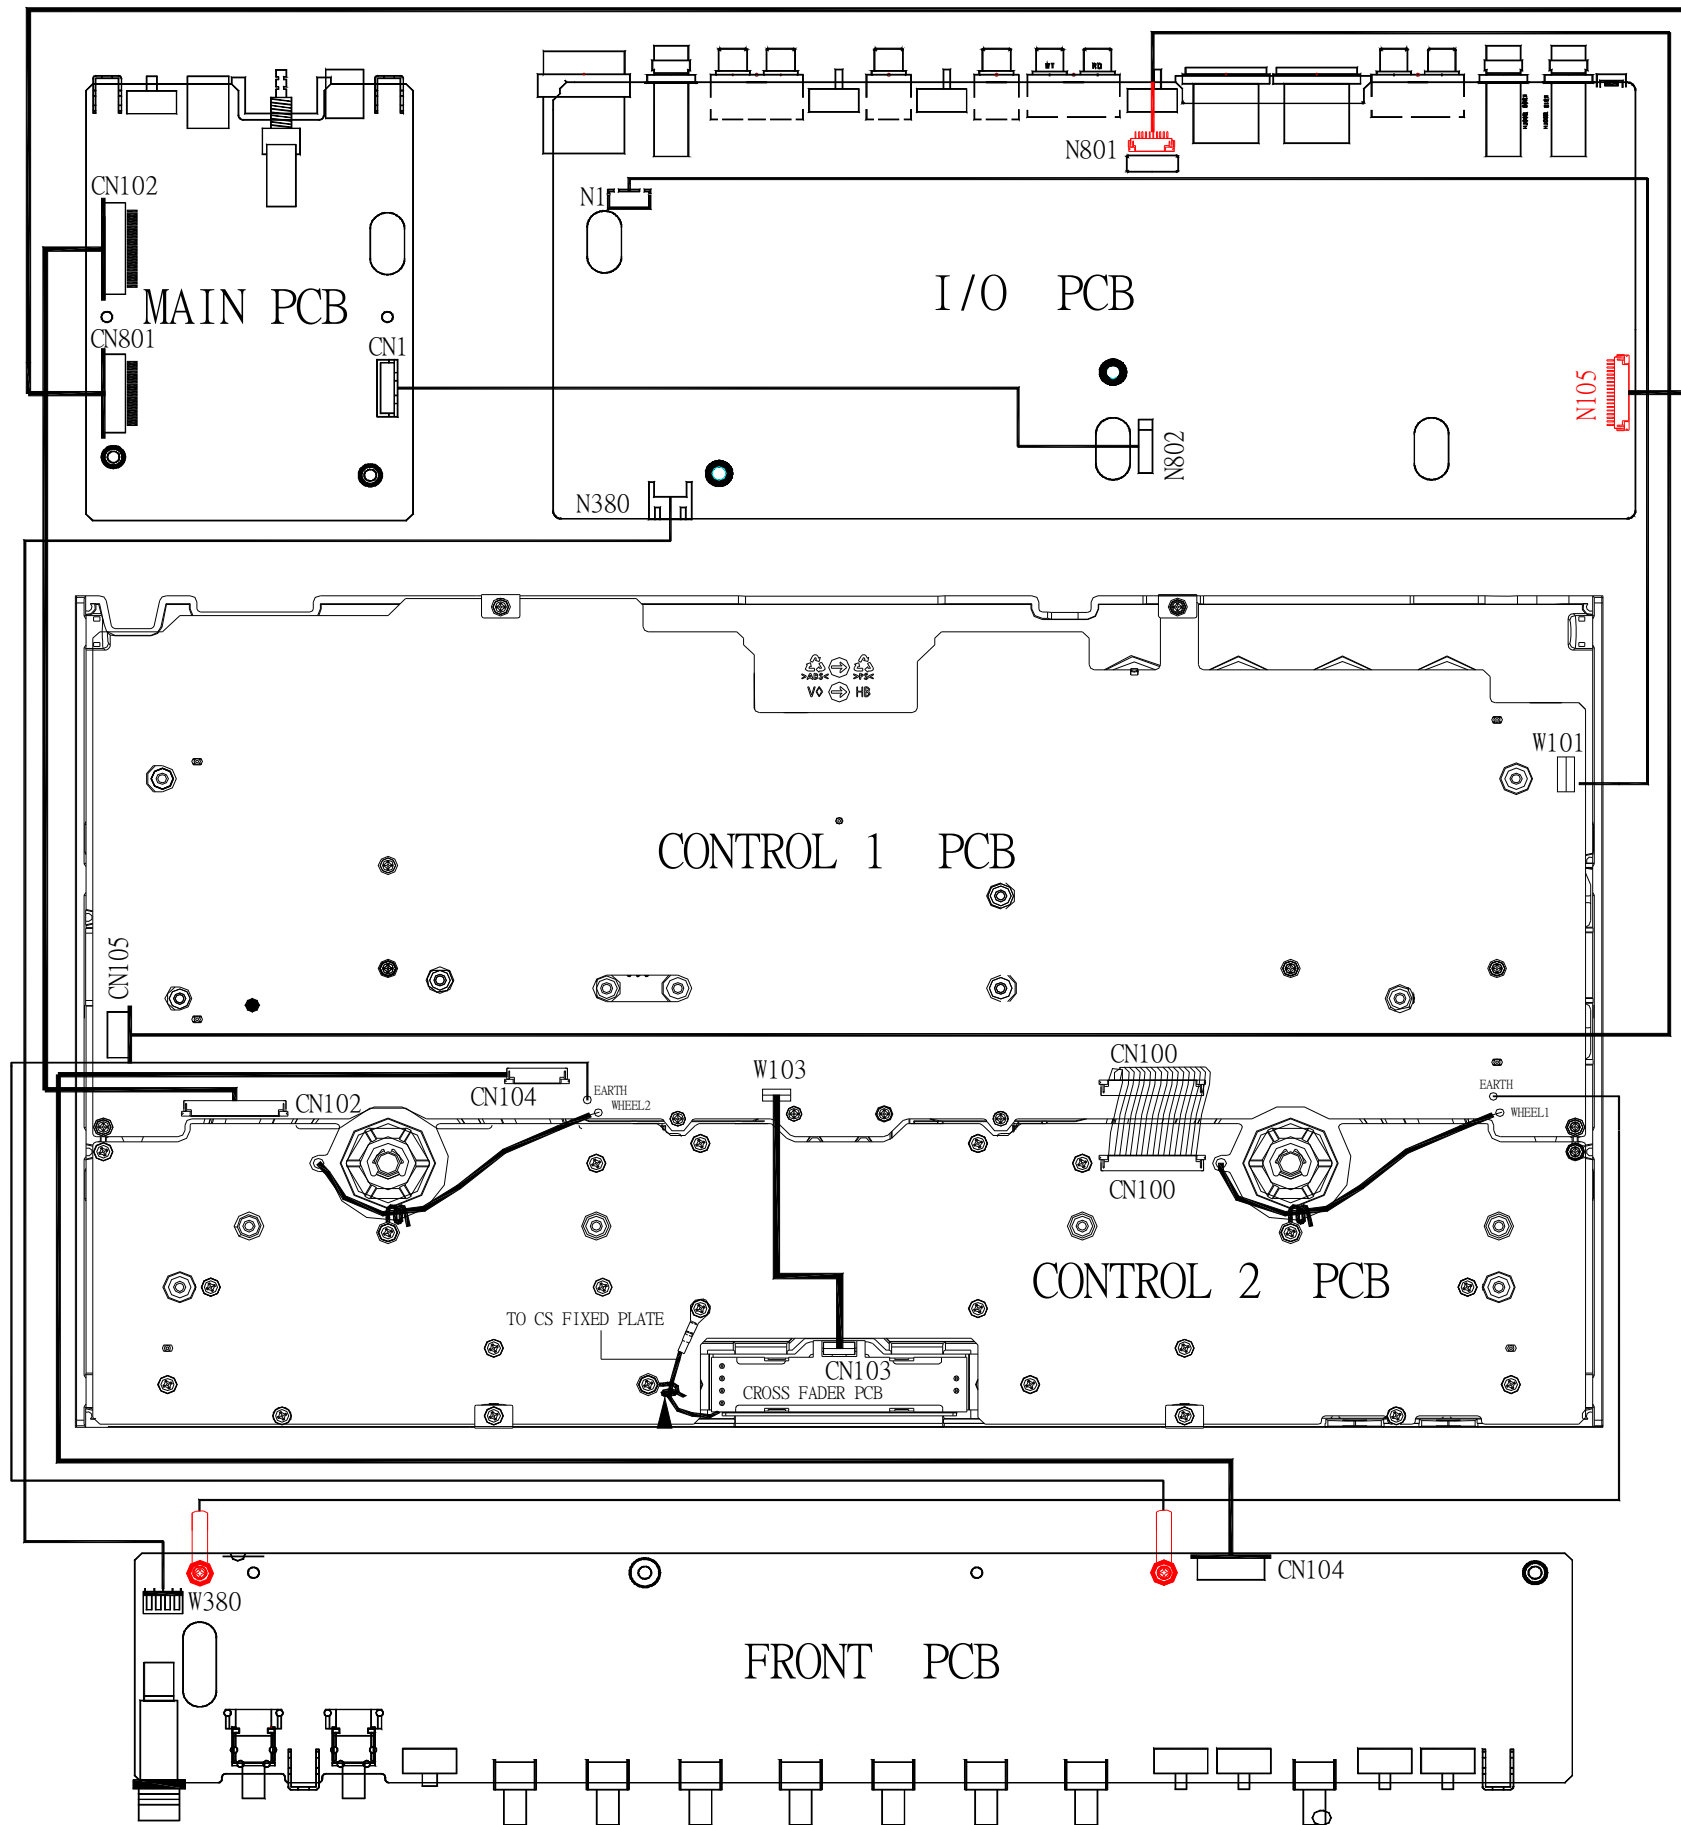 N801
CN102
N1
MAIN PCB
I/O PCB
CN801
CN1
N105
N802
N380
>ABS< >PS<
V0 HB
W101
CONTROL 1 PCB
CN105
CN100
W103
CN104
CN102
EARTH
WHEEL2
EARTH
WHEEL1
CN100
CONTROL 2 PCB
TO CS FIXED PLATE
CN103
CROSS FADER PCB
CN104
W380
FRONT PCB